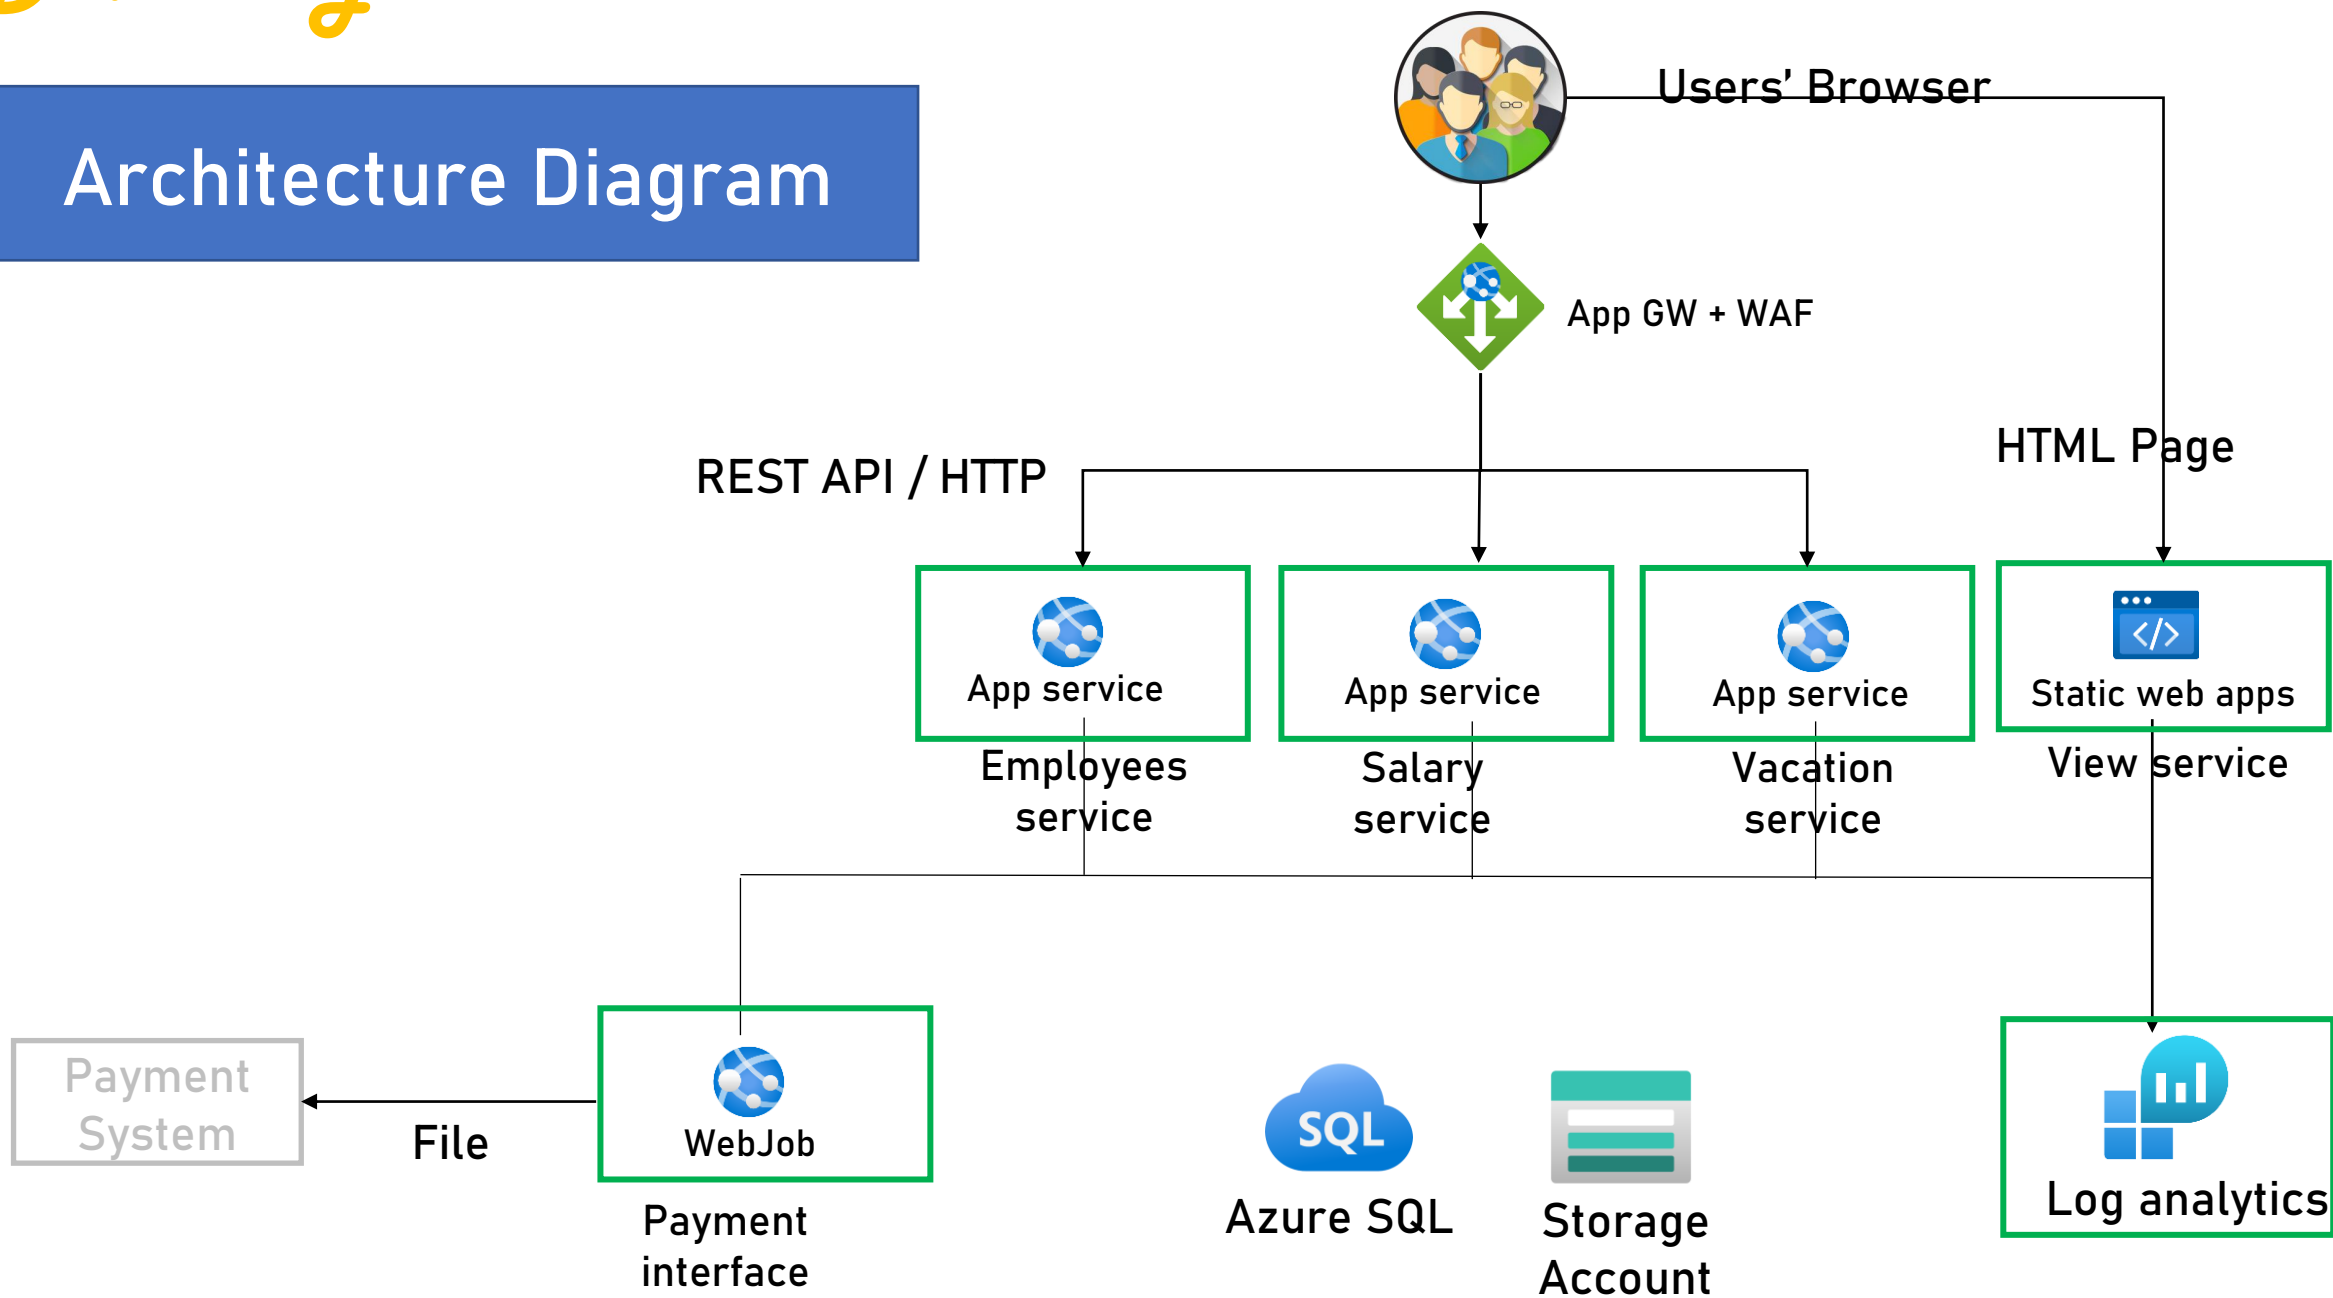 Users’ Browser
Architecture Diagram
App GW + WAF
REST API / HTTP
HTML Page
App service
App service
App service
Static web apps
Employees
service
Salary
service
Vacation
service
View service
Payment
System
File
WebJob
Payment
interface
SQL
Azure SQL
Storage
Account
Log analytics